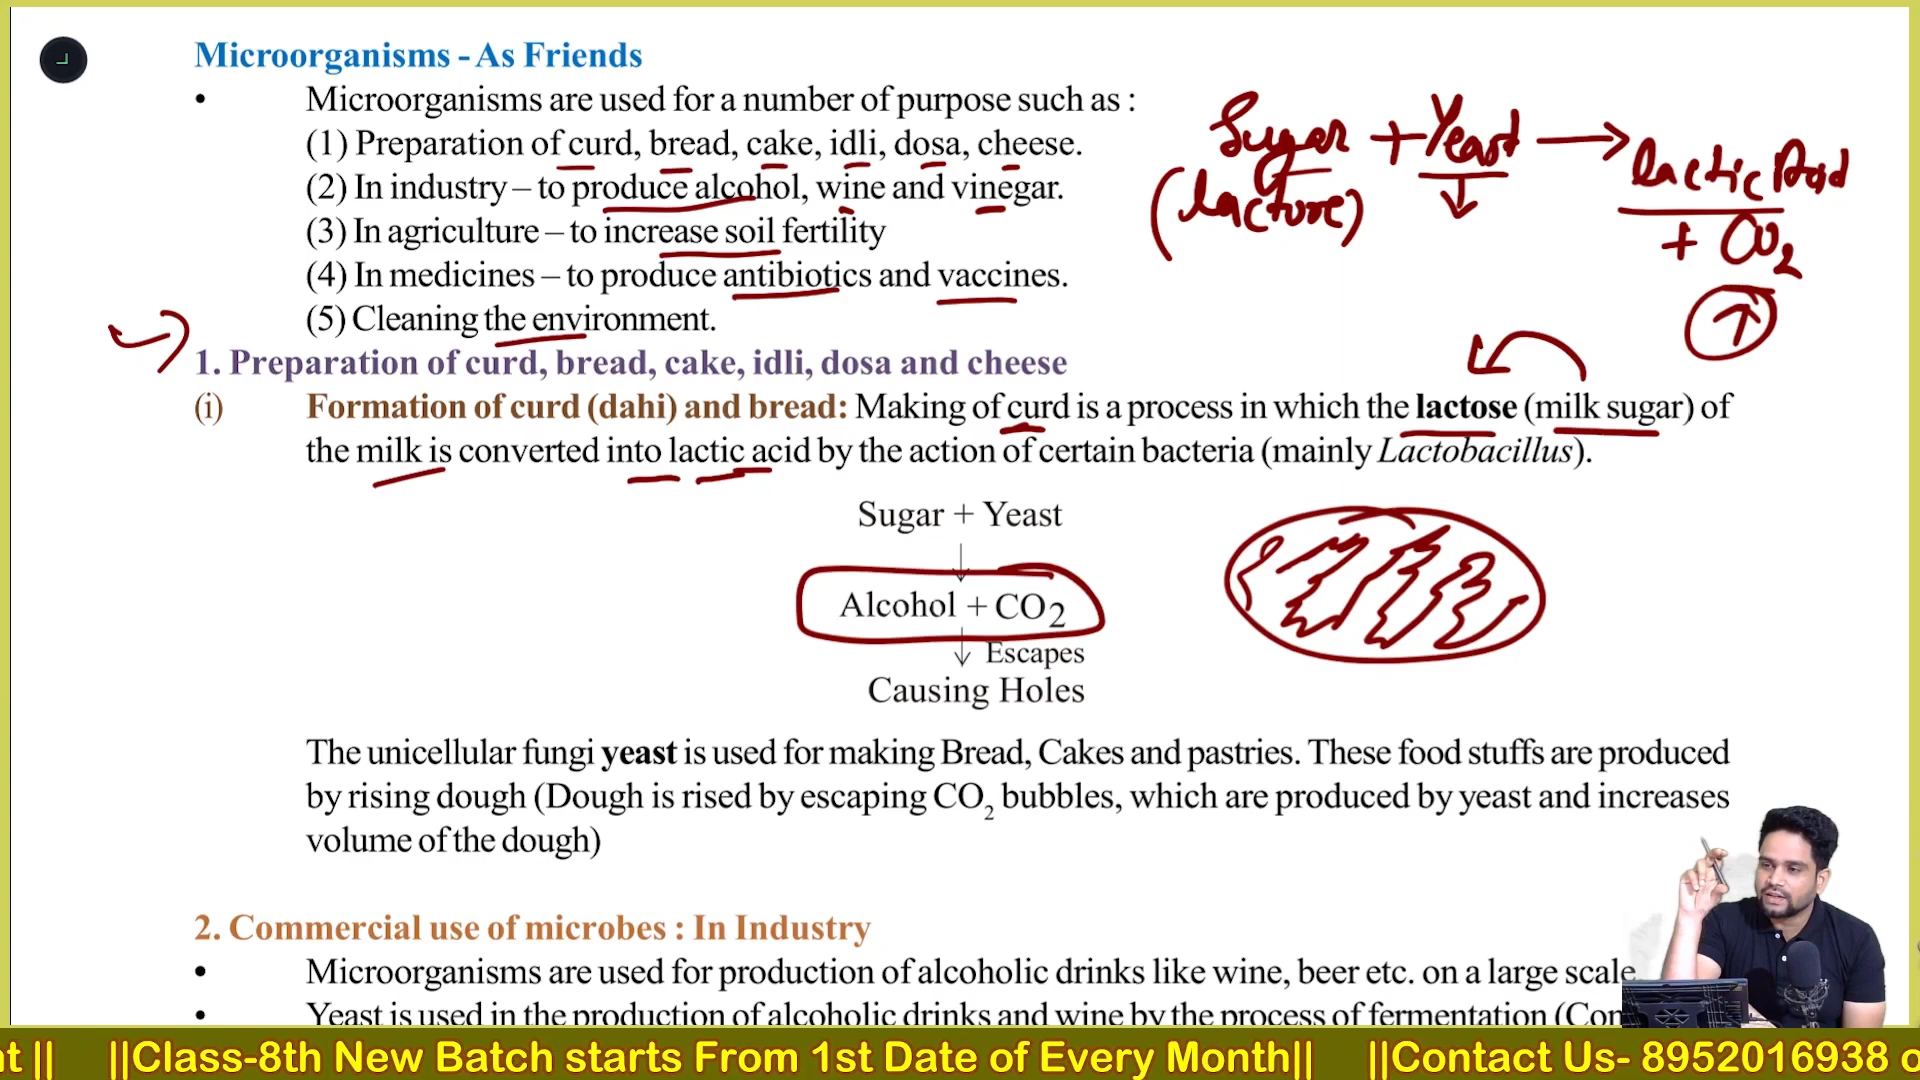 Microorganisms - As Friends
• Microorganisms are used for a number of purpose such as :
(1) Preparation of curd, bread, cake, idli, dosa, cheese.
(2) In industry – to produce alcohol, wine and vinegar.
(3) In agriculture – to increase soil fertility
(4) In medicines – to produce antibiotics and vaccines.
(5) Cleaning the environment.
Sugar + Yeast → Lactic Acid
(lactore)
+ CO2
1. Preparation of curd, bread, cake, idli, dosa and cheese
(i) Formation of curd (dahi) and bread: Making of curd is a process in which the lactose (milk sugar) of
the milk is converted into lactic acid by the action of certain bacteria (mainly Lactobacillus).
Sugar + Yeast
↓
Alcohol + CO2
↓ Escapes
Causing Holes
The unicellular fungi yeast is used for making Bread, Cakes and pastries. These food stuffs are produced
by rising dough (Dough is rised by escaping CO2 bubbles, which are produced by yeast and increases
volume of the dough)
2. Commercial use of microbes : In Industry
• Microorganisms are used for production of alcoholic drinks like wine, beer etc. on a large scale
• Yeast is used in the production of alcoholic drinks and wine by the process of fermentation (Con
nt || ||Class-8th New Batch starts From 1st Date of Every Month|| ||Contact Us- 8952016938 o